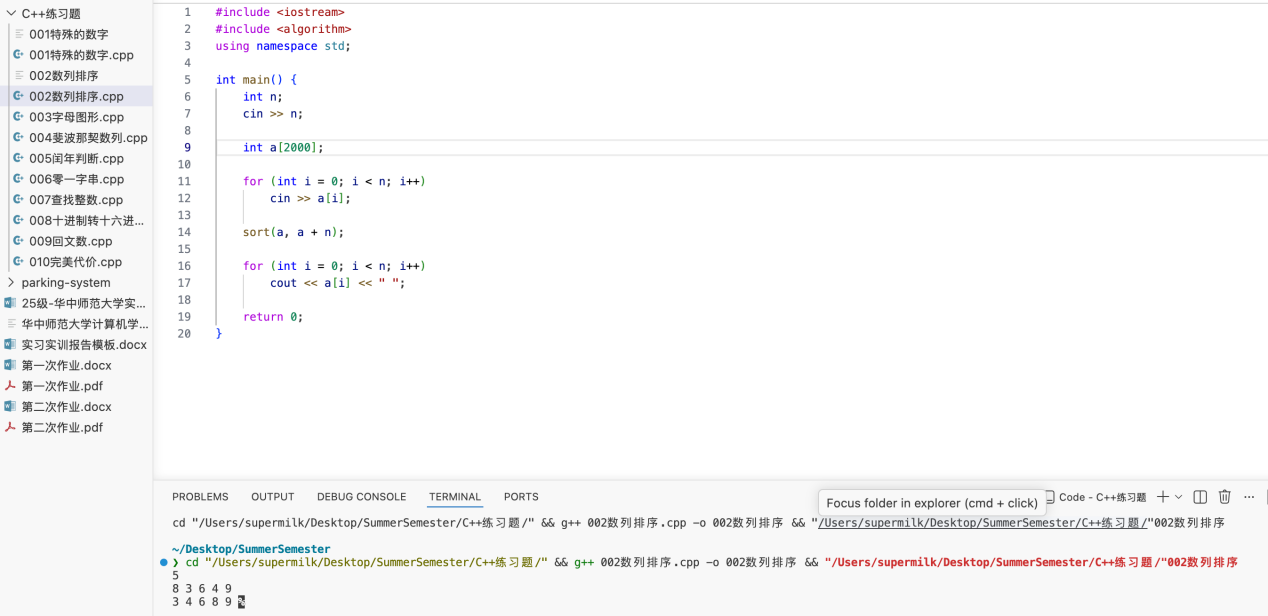 C++练习题
001特殊的数字
001特殊的数字.cpp
002数列排序
002数列排序.cpp
003字母图形.cpp
004斐波那契数列.cpp
005闰年判断.cpp
006零一字串.cpp
007查找整数.cpp
008十进制转十六进...
009回文数.cpp
010完美代价.cpp
parking-system
25级-华中师范大学实...
华中师范大学计算机学...
实习实训报告模板.docx
第一次作业.docx
第一次作业.pdf
第二次作业.docx
第二次作业.pdf
1 #include <iostream>
2 #include <algorithm>
3 using namespace std;
4
5 int main() {
6 int n;
7 cin >> n;
8
9 int a[2000];
10
11 for (int i = 0; i < n; i++)
12 cin >> a[i];
13
14 sort(a, a + n);
15
16 for (int i = 0; i < n; i++)
17 cout << a[i] << " ";
18
19 return 0;
20 }
PROBLEMS OUTPUT DEBUG CONSOLE TERMINAL PORTS
Focus folder in explorer (cmd + click)
Code - C++练习题
cd "/Users/supermilk/Desktop/SummerSemester/C++练习题/" && g++ 002数列排序.cpp -o 002数列排序 && "/Users/supermilk/Desktop/SummerSemester/C++练习题/"002数列排序
~/Desktop/SummerSemester
❯ cd "/Users/supermilk/Desktop/SummerSemester/C++练习题/" && g++ 002数列排序.cpp -o 002数列排序 && "/Users/supermilk/Desktop/SummerSemester/C++练习题/"002数列排序
5
8 3 6 4 9
3 4 6 8 9 %